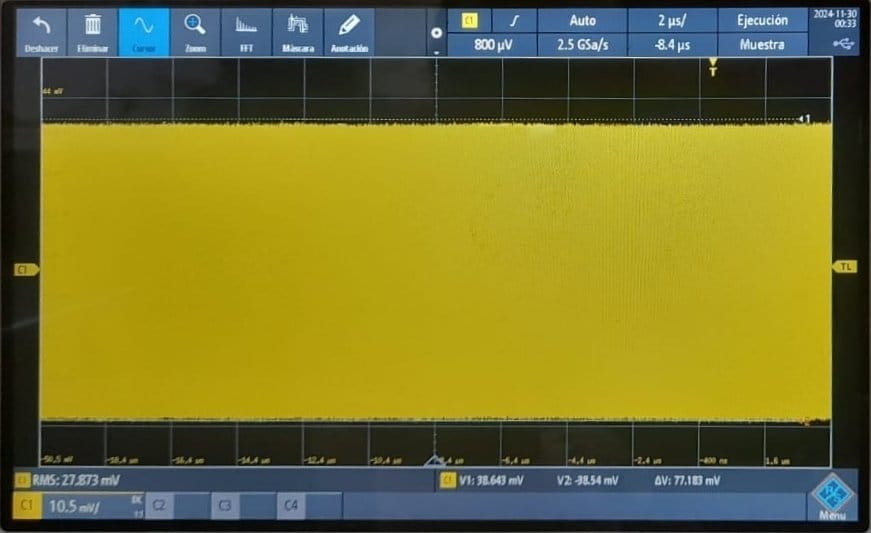 C1 Auto 2 µs/ Ejecución 2024-11-30
800 µV 2.5 GSa/s -8.4 µs Muestra 00:33
Deshacer Eliminar Cursor Zoom FFT Máscara Anotación
T
44 mV
1
C1 TL
-50.5 mV -18.4 µs -16.4 µs -14.4 µs -12.4 µs -10.4 µs -8.4 µs -6.4 µs -4.4 µs -2.4 µs -400 ns 1.6 µs
C1 RMS: 27.873 mV C1 V1: 38.643 mV V2: -38.54 mV ΔV: 77.183 mV
C1 10.5 mV/ DC 1:1 C2 C3 C4 Menu